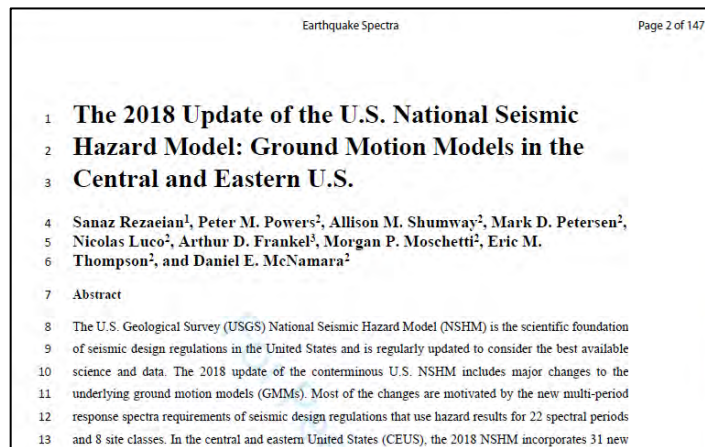 Earthquake Spectra Page 2 of 147
1 The 2018 Update of the U.S. National Seismic
2 Hazard Model: Ground Motion Models in the
3 Central and Eastern U.S.
4 Sanaz Rezaeian¹, Peter M. Powers², Allison M. Shumway², Mark D. Petersen²,
5 Nicolas Luco², Arthur D. Frankel³, Morgan P. Moschetti², Eric M.
6 Thompson², and Daniel E. McNamara²
7 Abstract
8 The U.S. Geological Survey (USGS) National Seismic Hazard Model (NSHM) is the scientific foundation
9 of seismic design regulations in the United States and is regularly updated to consider the best available
10 science and data. The 2018 update of the conterminous U.S. NSHM includes major changes to the
11 underlying ground motion models (GMMs). Most of the changes are motivated by the new multi-period
12 response spectra requirements of seismic design regulations that use hazard results for 22 spectral periods
13 and 8 site classes. In the central and eastern United States (CEUS), the 2018 NSHM incorporates 31 new